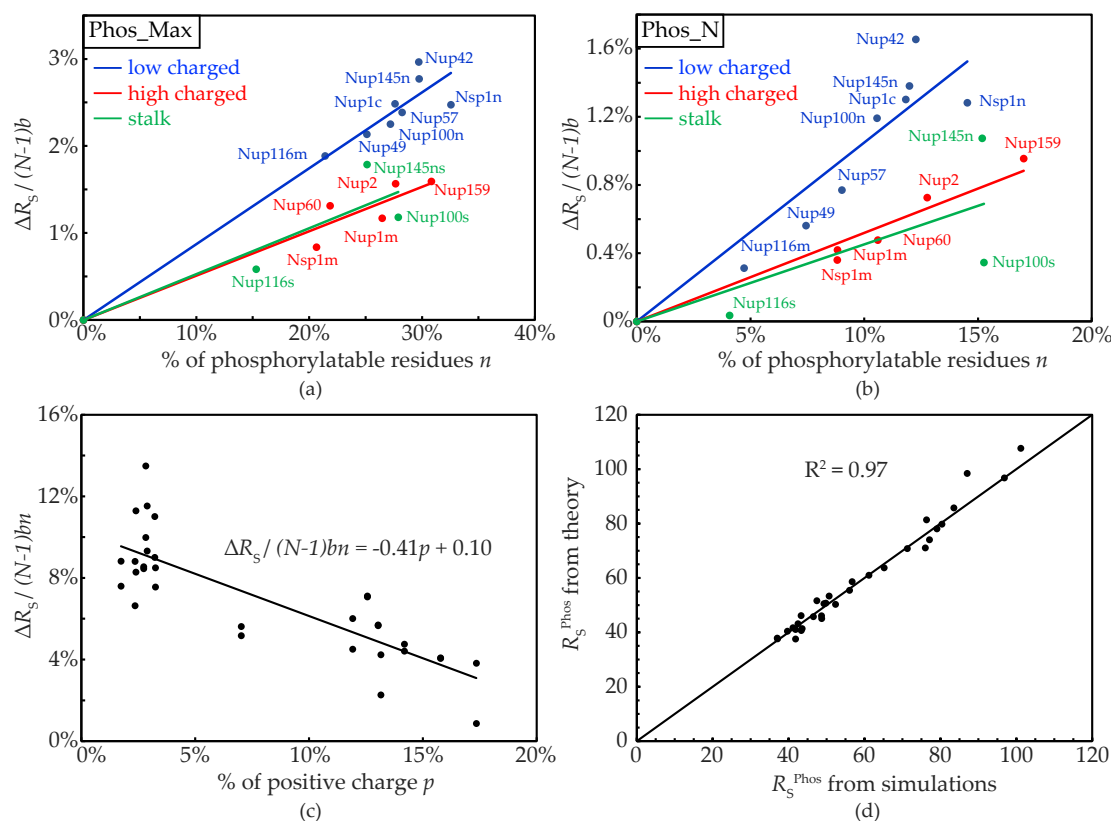 Phos_Max
low charged
high charged
stalk
3%
2%
1%
0%
ΔR_S / (N-1)b
Nup42
Nup145n
Nup1c
Nsp1n
Nup57
Nup100n
Nup49
Nup116m
Nup145ns
Nup2
Nup159
Nup60
Nup1m
Nup100s
Nsp1m
Nup116s
0% 10% 20% 30% 40%
% of phosphorylatable residues n
(a)
Phos_N
low charged
high charged
stalk
1.6%
1.2%
0.8%
0.4%
0%
ΔR_S / (N-1)b
Nup42
Nup145n
Nup1c
Nsp1n
Nup100n
Nup145n
Nup159
Nup57
Nup2
Nup49
Nup60
Nup116m
Nup1m
Nsp1m
Nup100s
Nup116s
0% 5% 10% 15% 20%
% of phosphorylatable residues n
(b)
16%
12%
8%
4%
0%
ΔR_S / (N-1)bn
ΔR_S / (N-1)bn = -0.41p + 0.10
0% 5% 10% 15% 20%
% of positive charge p
(c)
120
100
80
60
40
20
0
R_S^Phos from theory
R² = 0.97
0 20 40 60 80 100 120
R_S^Phos from simulations
(d)